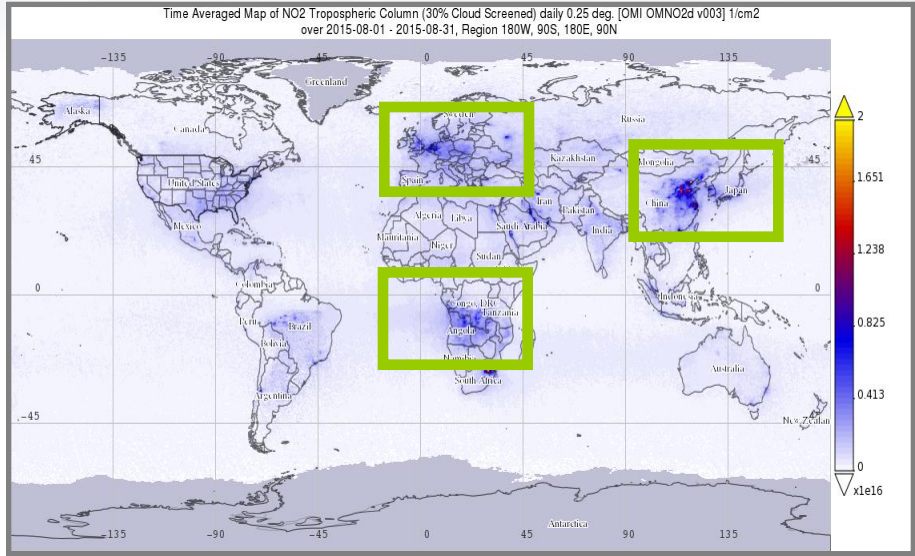 Time Averaged Map of NO2 Tropospheric Column (30% Cloud Screened) daily 0.25 deg. [OMI OMNO2d v003] 1/cm2
over 2015-08-01 - 2015-08-31, Region 180W, 90S, 180E, 90N
-135 -90 -45 0 45 90 135
Greenland
Alaska
Sweden
Canada
Russia
45 45
Kazakhstan
Mongolia
Spain
United States
Japan
Iran
China
Pakistan
Algeria Libya
Mexico
Saudi Arabia
India
Mauritania
Niger
Sudan
Colombia
0 0
Indonesia
Congo, DRC
Tanzania
Peru
Brazil
Angola
Bolivia
Namibia
Australia
South Africa
Argentina
-45 -45
New Zealan
Antarctica
-135 -90 -45 0 45 90 135
2
1.651
1.238
0.825
0.413
0
x1e16